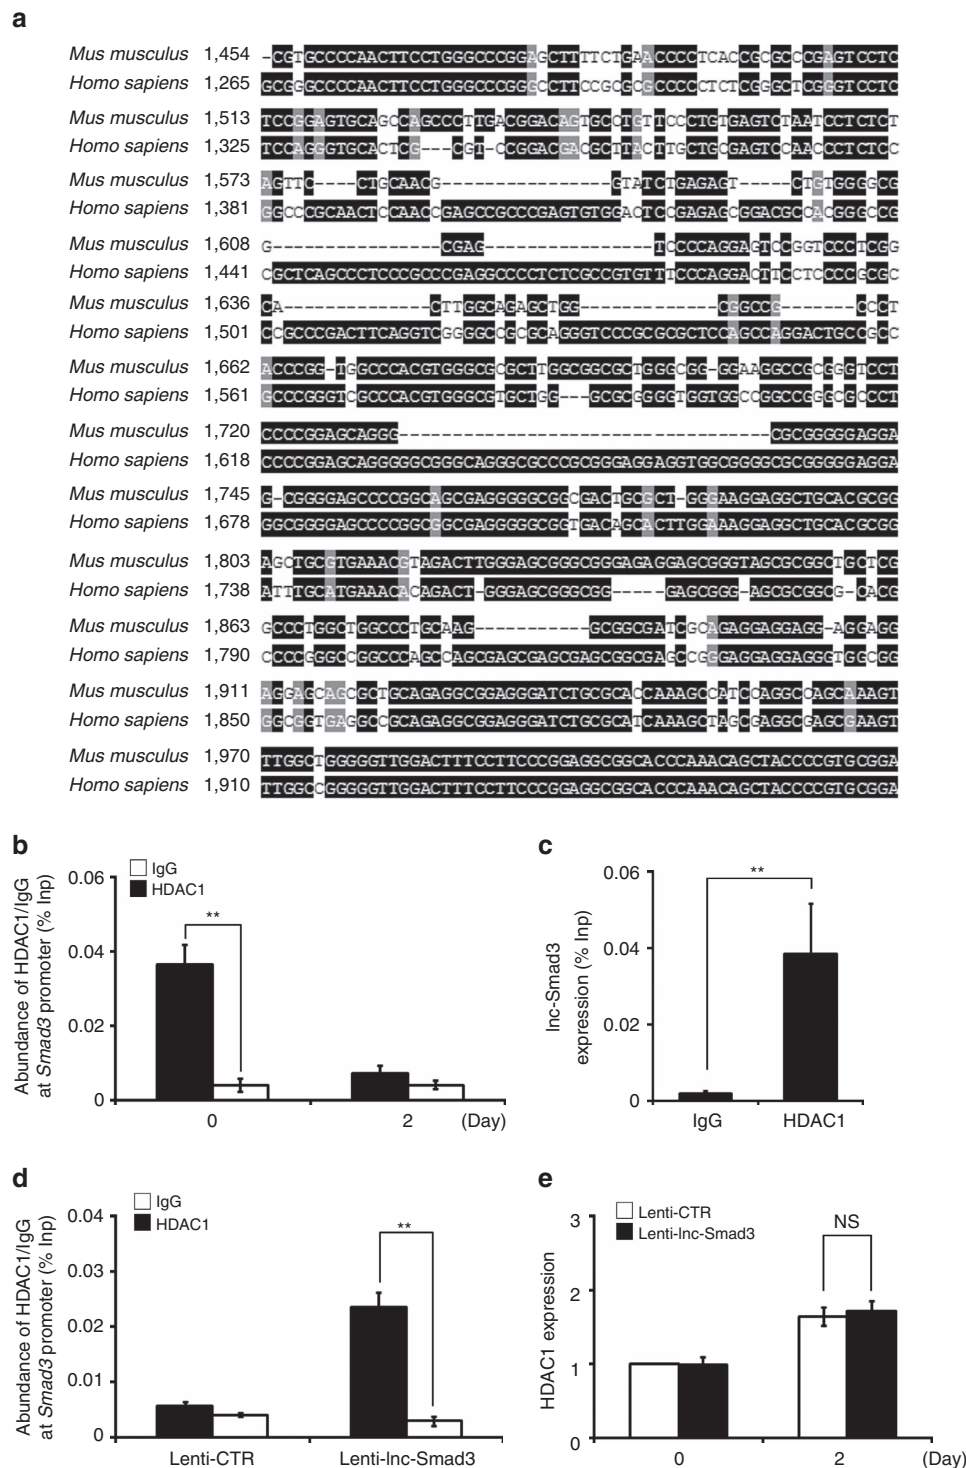 a
Mus musculus 1,454 -CGTGCCCCAACTTCCTGGGCCCGGAGCTTTTCTGAACCCCTCACCGCGCCCGAGTCCTC
Homo sapiens 1,265 GCGGGCCCCAACTTCCTGGGCCCGGGCCTTCCGCGCGCCCCCTCTCGGGCTCGGGTCCTC
Mus musculus 1,513 TCCGGAGTGCAGCCAGCCCTTGACGGACAGTGCCTGTTCCCTGTGAGTCTAATCCTCTCT
Homo sapiens 1,325 TCCAGGGTGCACTCG---CGT-CCGGACGACGCTTACTTGCTGCGAGTCCAACCCTCTCC
Mus musculus 1,573 AGTTC----CTGCAACG----------------GTATCTGAGAGT-----CTGTGGGGCG
Homo sapiens 1,381 GGCCCGCAACTCCAACCGAGCCGCCCGAGTGTGGACTCCGAGAGCGGACGCCACGGGCCG
Mus musculus 1,608 G----------------CGAG----------------TCCCCAGGAGTCCGGTCCCTCGG
Homo sapiens 1,441 CGCTCAGCCCTCCCGCCCGAGGCCCCTCTCGCCGTGTTTCCCAGGACTTCCTCCCCGCGC
Mus musculus 1,636 CA--------------CTTGGCAGAGCTGG-------------CGGCCG-------CCCT
Homo sapiens 1,501 CCGCCCGACTTCAGGTCGGGGCCGCGCAGGGTCCCGCGCGCTCCAGCCAGGACTGCCGCC
Mus musculus 1,662 ACCCGG-TGGCCCACGTGGGCGCGCTTGGCGGCGCTGGGCGG-GGAAGGCCGCGGGTCCT
Homo sapiens 1,561 GCCCGGGTCGCCCACGTGGGCGTGCTGG---GCGCGGGGTGGTGGCCGGCCGGGCGCCCT
Mus musculus 1,720 CCCCGGAGCAGGG-----------------------------------CGCGGGGGAGGA
Homo sapiens 1,618 CCCCGGAGCAGGGGGCGGGCAGGGCGCCCGCGGGAGGAGGTGGCGGGGCGCGGGGGAGGA
Mus musculus 1,745 G-CGGGGAGCCCCGGCAGCGAGGGGGCGGCGACTGCGCT-GGGAAGGAGGCTGCACGCGG
Homo sapiens 1,678 GGCGGGGAGCCCCGGCGGCGAGGGGGCGGTGACAGCACTTGGAAAGGAGGCTGCACGCGG
Mus musculus 1,803 AGCTGCGTGAAACGTAGACTTGGGAGCGGGCGGGAGAGGAGCGGGTAGCGCGGCTGCTCG
Homo sapiens 1,738 ATTTGCATGAAACACAGACT-GGGAGCGGGCGG-----GAGCGGG-AGCGCGGCG-CACG
Mus musculus 1,863 GCCCTGGCTGGCCCTGCAAG-----------GCGGCGATCGCAGAGGAGGAGG-AGGAGG
Homo sapiens 1,790 CCCCGGGCCGGCCCAGCCAGCGAGCGAGCGAGCGGCGAGCCGGGAGGAGGAGGGTGGCGG
Mus musculus 1,911 AGGAGCAGCGCTGCAGAGGCGGAGGGATCTGCGCACCAAAGCCATCCAGGCCAGCAAAGT
Homo sapiens 1,850 GGCGGTGAGGCCGCAGAGGCGGAGGGATCTGCGCATCAAAGCTAGCGAGGCGAGCGAAGT
Mus musculus 1,970 TTGGCTGGGGGTTGGACTTTCCTTCCCGGAGGCGGCACCCAAACAGCTACCCCGTGCGGA
Homo sapiens 1,910 TTGGCCGGGGGTTGGACTTTCCTTCCCGGAGGCGGCACCCAAACAGCTACCCCGTGCGGA
b
IgG
HDAC1
Abundance of HDAC1/IgG
at Smad3 promoter (% Inp)
0.06
0.04
0.02
0
**
0 2 (Day)
c
lnc-Smad3
expression (% Inp)
0.06
0.04
0.02
0
**
IgG HDAC1
d
IgG
HDAC1
Abundance of HDAC1/IgG
at Smad3 promoter (% Inp)
0.04
0.03
0.02
0.01
0
**
Lenti-CTR Lenti-lnc-Smad3
e
Lenti-CTR
Lenti-lnc-Smad3
HDAC1 expression
3
2
1
0
NS
0 2 (Day)